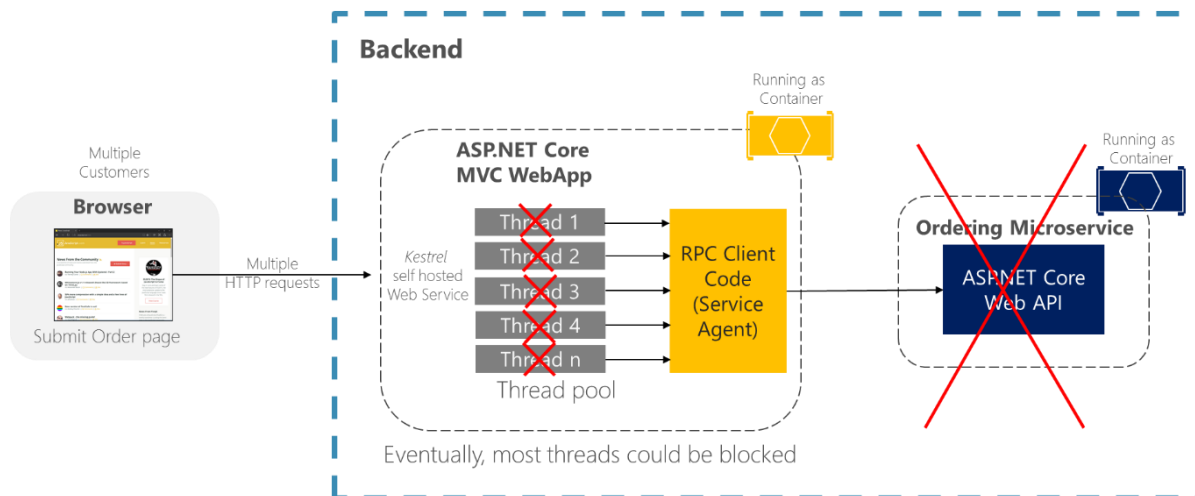 Backend
Running as
Container
Running as
Container
Multiple
Customers
Browser
Submit Order page
Multiple
HTTP requests
ASP.NET Core
MVC WebApp
Kestrel
self hosted
Web Service
Thread 1
Thread 2
Thread 3
Thread 4
Thread n
Thread pool
RPC Client
Code
(Service
Agent)
Ordering Microservice
ASP.NET Core
Web API
Eventually, most threads could be blocked